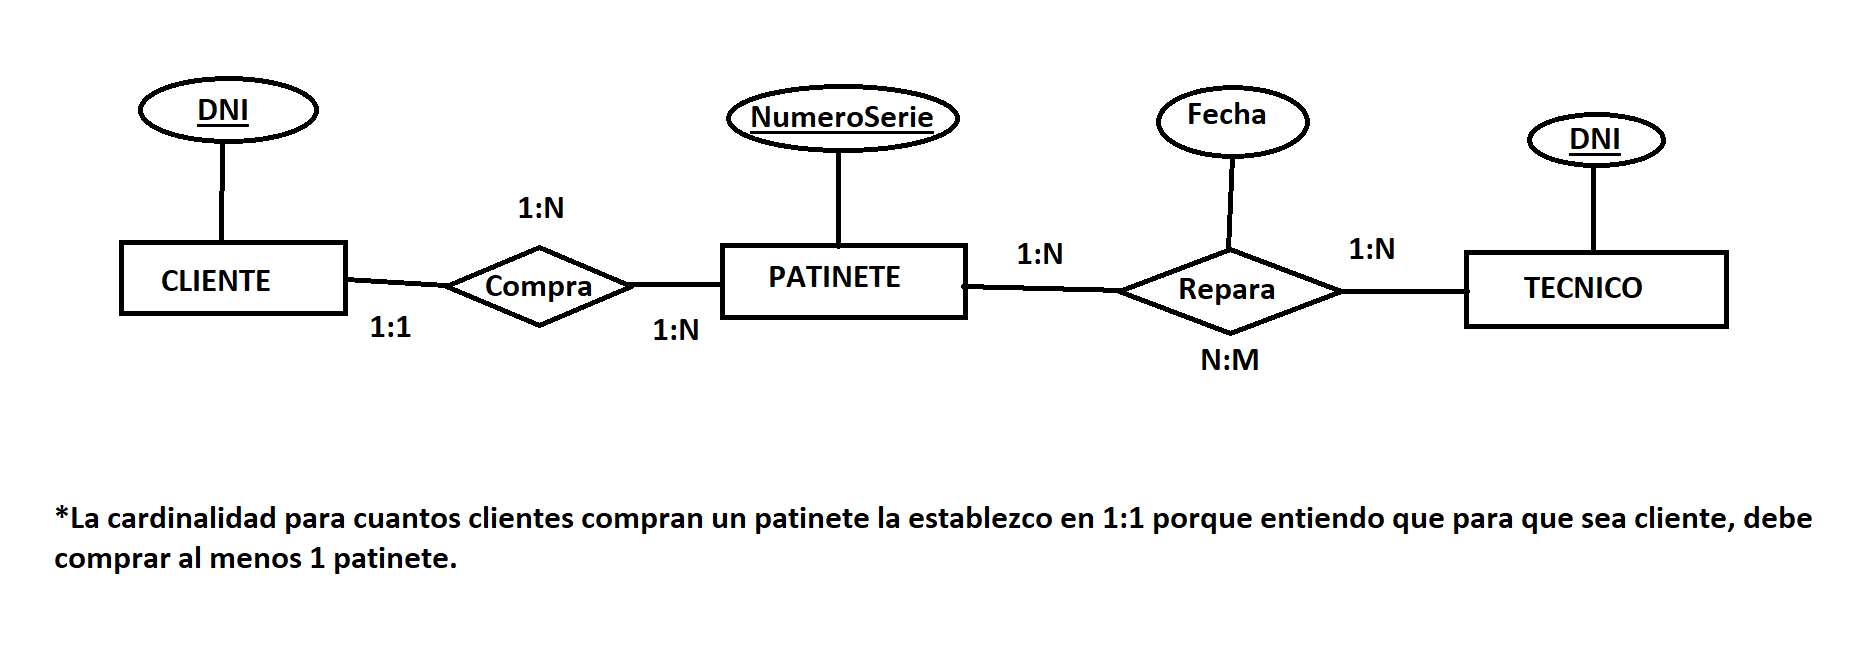 DNI
NumeroSerie
Fecha
DNI
1:N
1:N
1:N
CLIENTE
Compra
PATINETE
Repara
TECNICO
1:1
1:N
N:M
*La cardinalidad para cuantos clientes compran un patinete la establezco en 1:1 porque entiendo que para que sea cliente, debe
comprar al menos 1 patinete.